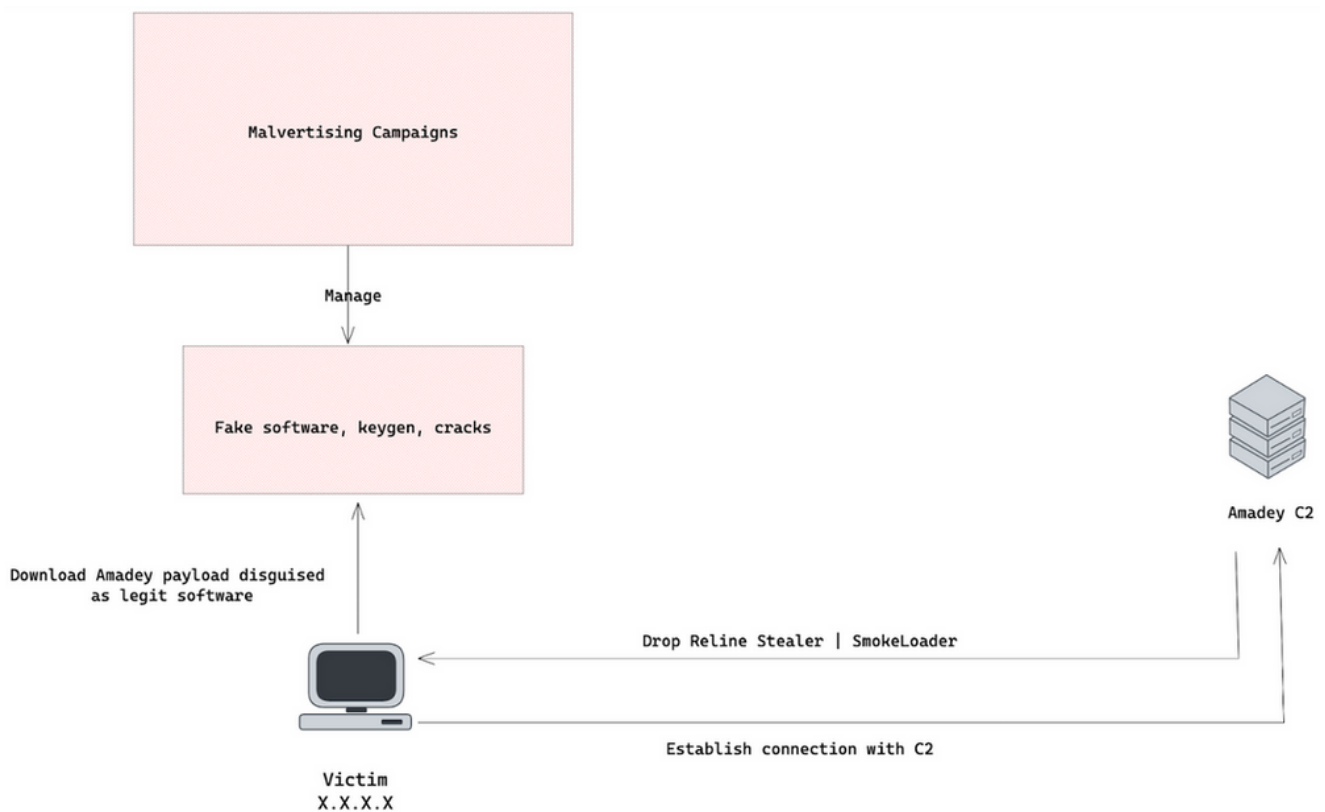 Malvertising Campaigns
Manage
Fake software, keygen, cracks
Amadey C2
Download Amadey payload disguised
as legit software
Drop Reline Stealer | SmokeLoader
Establish connection with C2
Victim
X.X.X.X